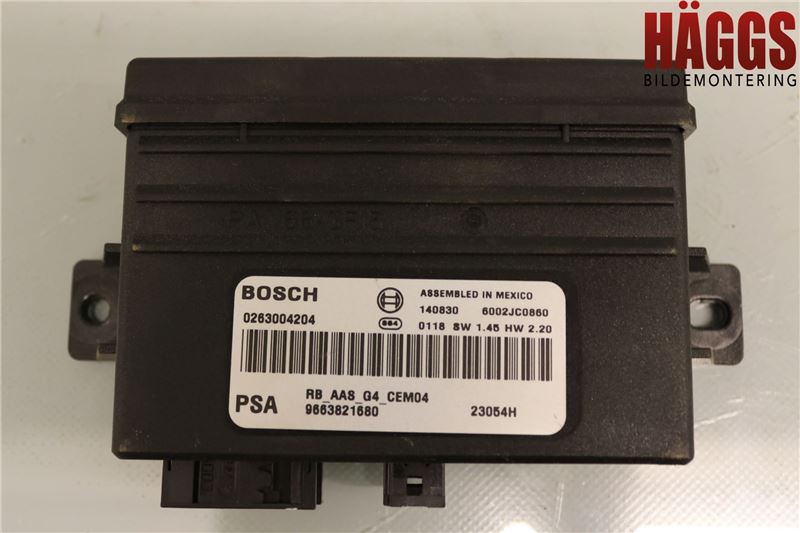 HÄGGS
BILDEMONTERING
BOSCH
0263004204
ASSEMBLED IN MEXICO
140830 6002JC0860
664 0118 SW 1.45 HW 2.20
PSA
RB_AAS_G4_CEM04
9663821680 23054H